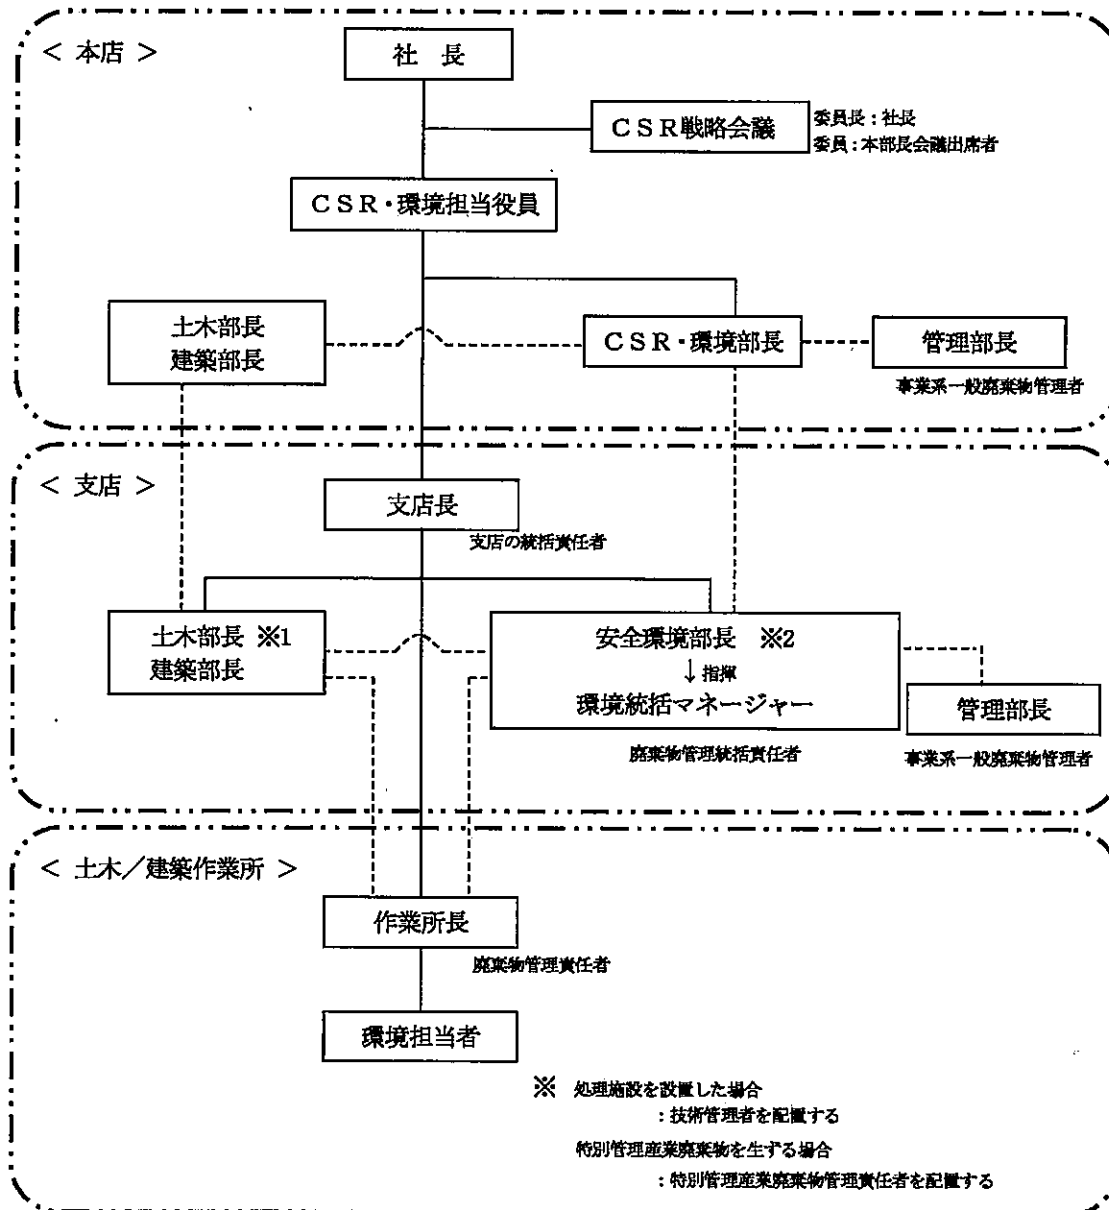 ＜ 本店 ＞
社 長
ＣＳＲ戦略会議
委員長：社長
委員：本部長会議出席者
ＣＳＲ・環境担当役員
土木部長
建築部長
ＣＳＲ・環境部長
管理部長
事業系一般廃棄物管理者
＜ 支店 ＞
支店長
支店の統括責任者
土木部長 ※1
建築部長
安全環境部長 ※2
↓指揮
環境統括マネージャー
廃棄物管理統括責任者
管理部長
事業系一般廃棄物管理者
＜ 土木／建築作業所 ＞
作業所長
廃棄物管理責任者
環境担当者
※ 処理施設を設置した場合
：技術管理者を配置する
特別管理産業廃棄物を生ずる場合
：特別管理産業廃棄物管理責任者を配置する